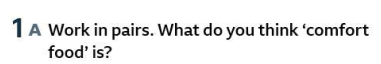 1 A Work in pairs. What do you think ‘comfort
food’ is?